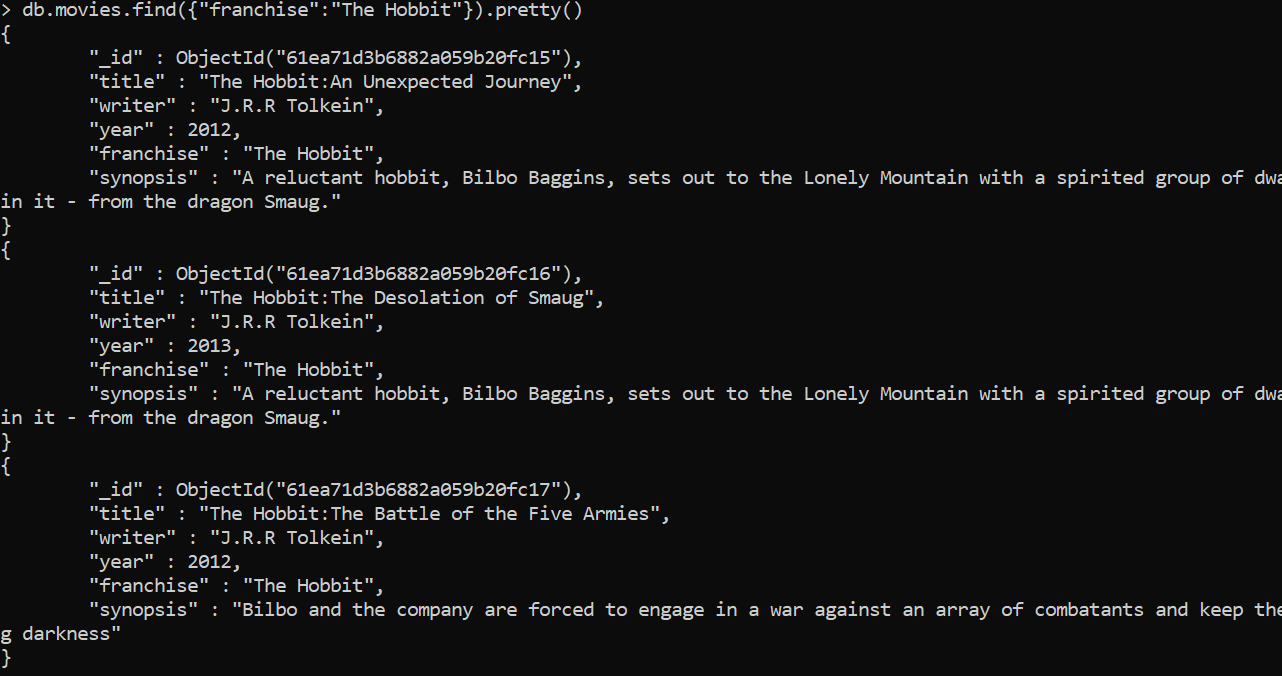 > db.movies.find({"franchise":"The Hobbit"}).pretty()
{
        "_id" : ObjectId("61ea71d3b6882a059b20fc15"),
        "title" : "The Hobbit:An Unexpected Journey",
        "writer" : "J.R.R Tolkein",
        "year" : 2012,
        "franchise" : "The Hobbit",
        "synopsis" : "A reluctant hobbit, Bilbo Baggins, sets out to the Lonely Mountain with a spirited group of dwa
in it - from the dragon Smaug."
}
{
        "_id" : ObjectId("61ea71d3b6882a059b20fc16"),
        "title" : "The Hobbit:The Desolation of Smaug",
        "writer" : "J.R.R Tolkein",
        "year" : 2013,
        "franchise" : "The Hobbit",
        "synopsis" : "A reluctant hobbit, Bilbo Baggins, sets out to the Lonely Mountain with a spirited group of dwa
in it - from the dragon Smaug."
}
{
        "_id" : ObjectId("61ea71d3b6882a059b20fc17"),
        "title" : "The Hobbit:The Battle of the Five Armies",
        "writer" : "J.R.R Tolkein",
        "year" : 2012,
        "franchise" : "The Hobbit",
        "synopsis" : "Bilbo and the company are forced to engage in a war against an array of combatants and keep the
g darkness"
}